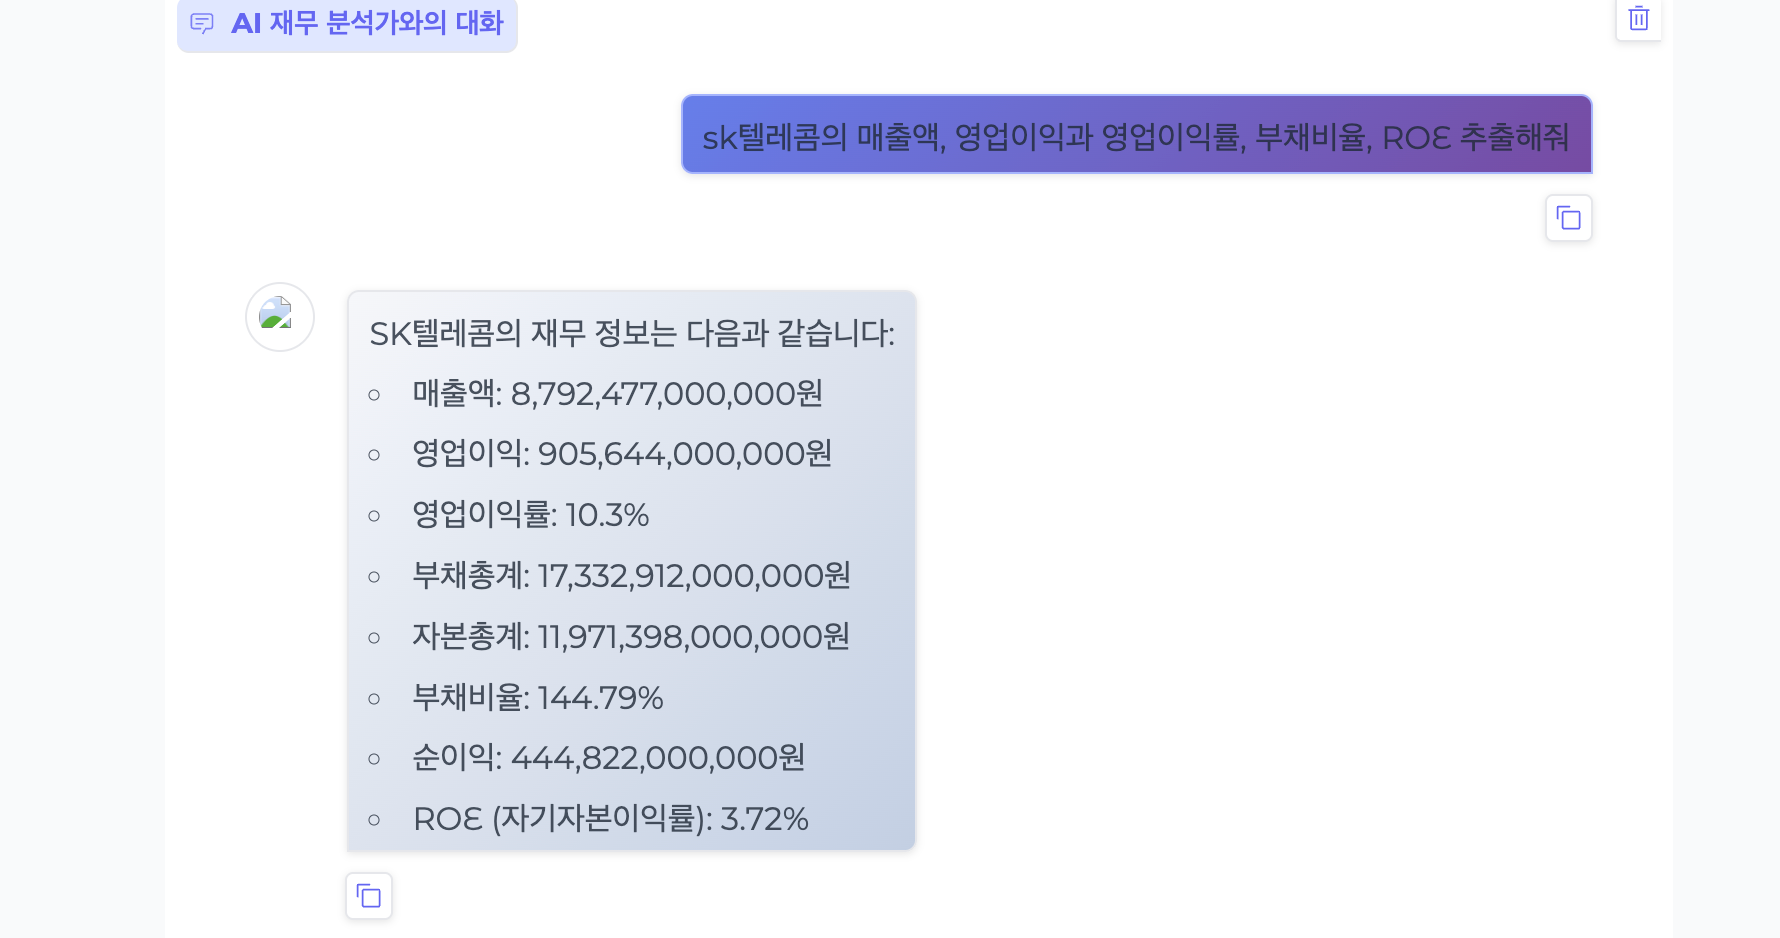 AI 재무 분석가와의 대화
sk텔레콤의 매출액, 영업이익과 영업이익률, 부채비율, ROE 추출해줘
SK텔레콤의 재무 정보는 다음과 같습니다:
매출액: 8,792,477,000,000원
영업이익: 905,644,000,000원
영업이익률: 10.3%
부채총계: 17,332,912,000,000원
자본총계: 11,971,398,000,000원
부채비율: 144.79%
순이익: 444,822,000,000원
ROE (자기자본이익률): 3.72%